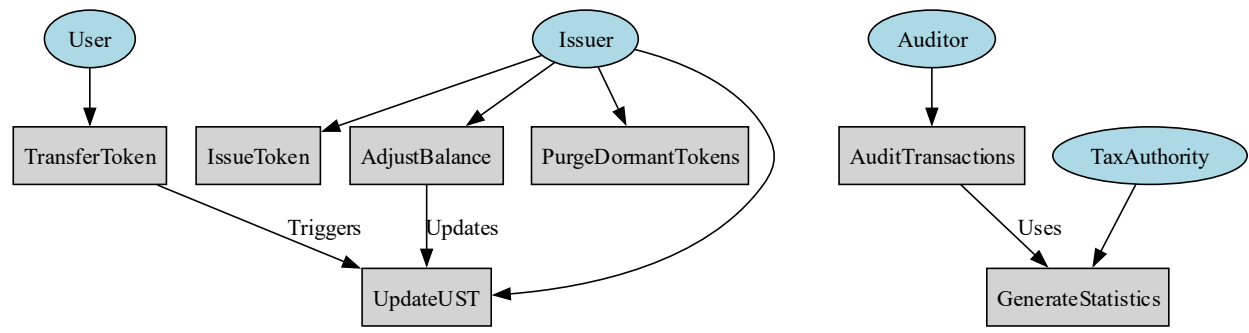 User
Issuer
Auditor
TransferToken
IssueToken
AdjustBalance
PurgeDormantTokens
AuditTransactions
TaxAuthority
Triggers
Updates
Uses
UpdateUST
GenerateStatistics